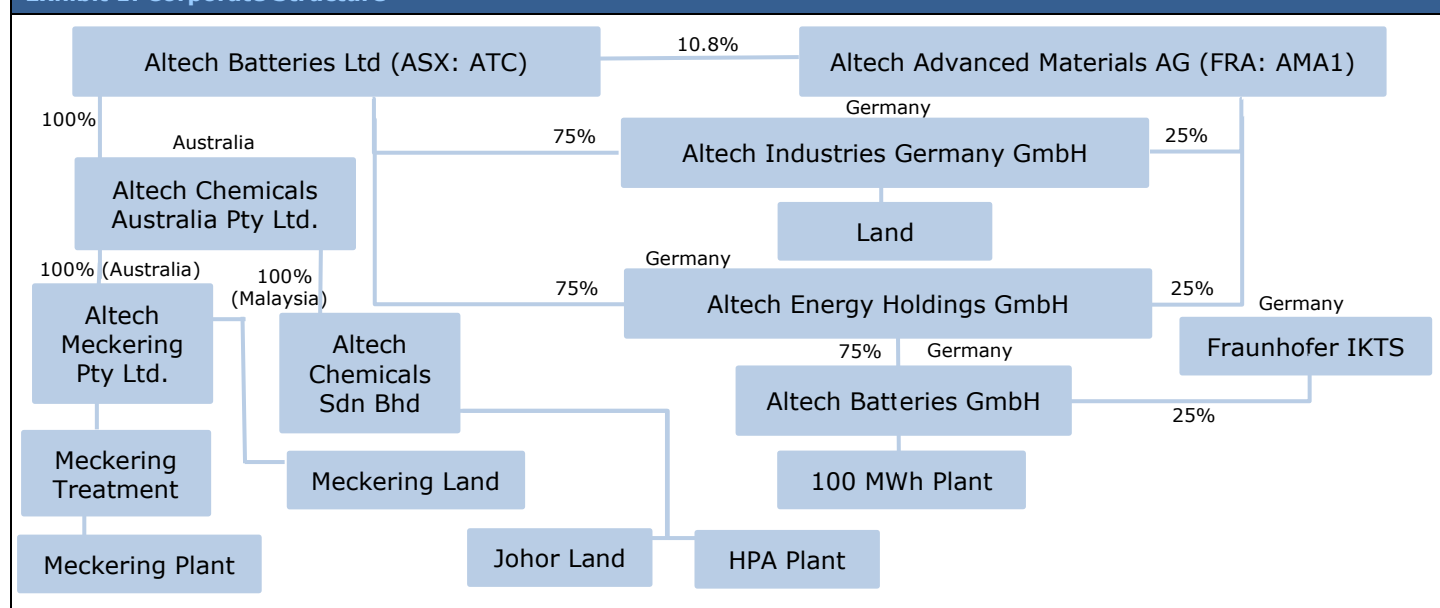 Altech Batteries Ltd (ASX: ATC)
10.8%
Altech Advanced Materials AG (FRA: AMA1)
100%
Australia
75%
Germany
Altech Industries Germany GmbH
25%
Altech Chemicals
Australia Pty Ltd.
Land
100% (Australia)
100%
(Malaysia)
75%
Germany
Altech Energy Holdings GmbH
25%
Germany
Altech
Meckering
Pty Ltd.
Altech
Chemicals
Sdn Bhd
75%
Germany
Fraunhofer IKTS
Altech Batteries GmbH
25%
Meckering
Treatment
Meckering Land
100 MWh Plant
Meckering Plant
Johor Land
HPA Plant